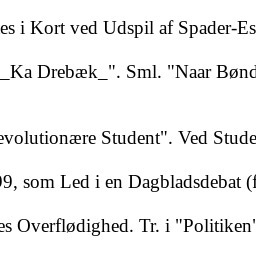 es i Kort ved Udspil af Spader-Es
_Ka Drebæk_". Sml. "Naar Bønd
evolutionære Student". Ved Stude
99, som Led i en Dagbladsdebat (f
es Overflødighed. Tr. i "Politiken"